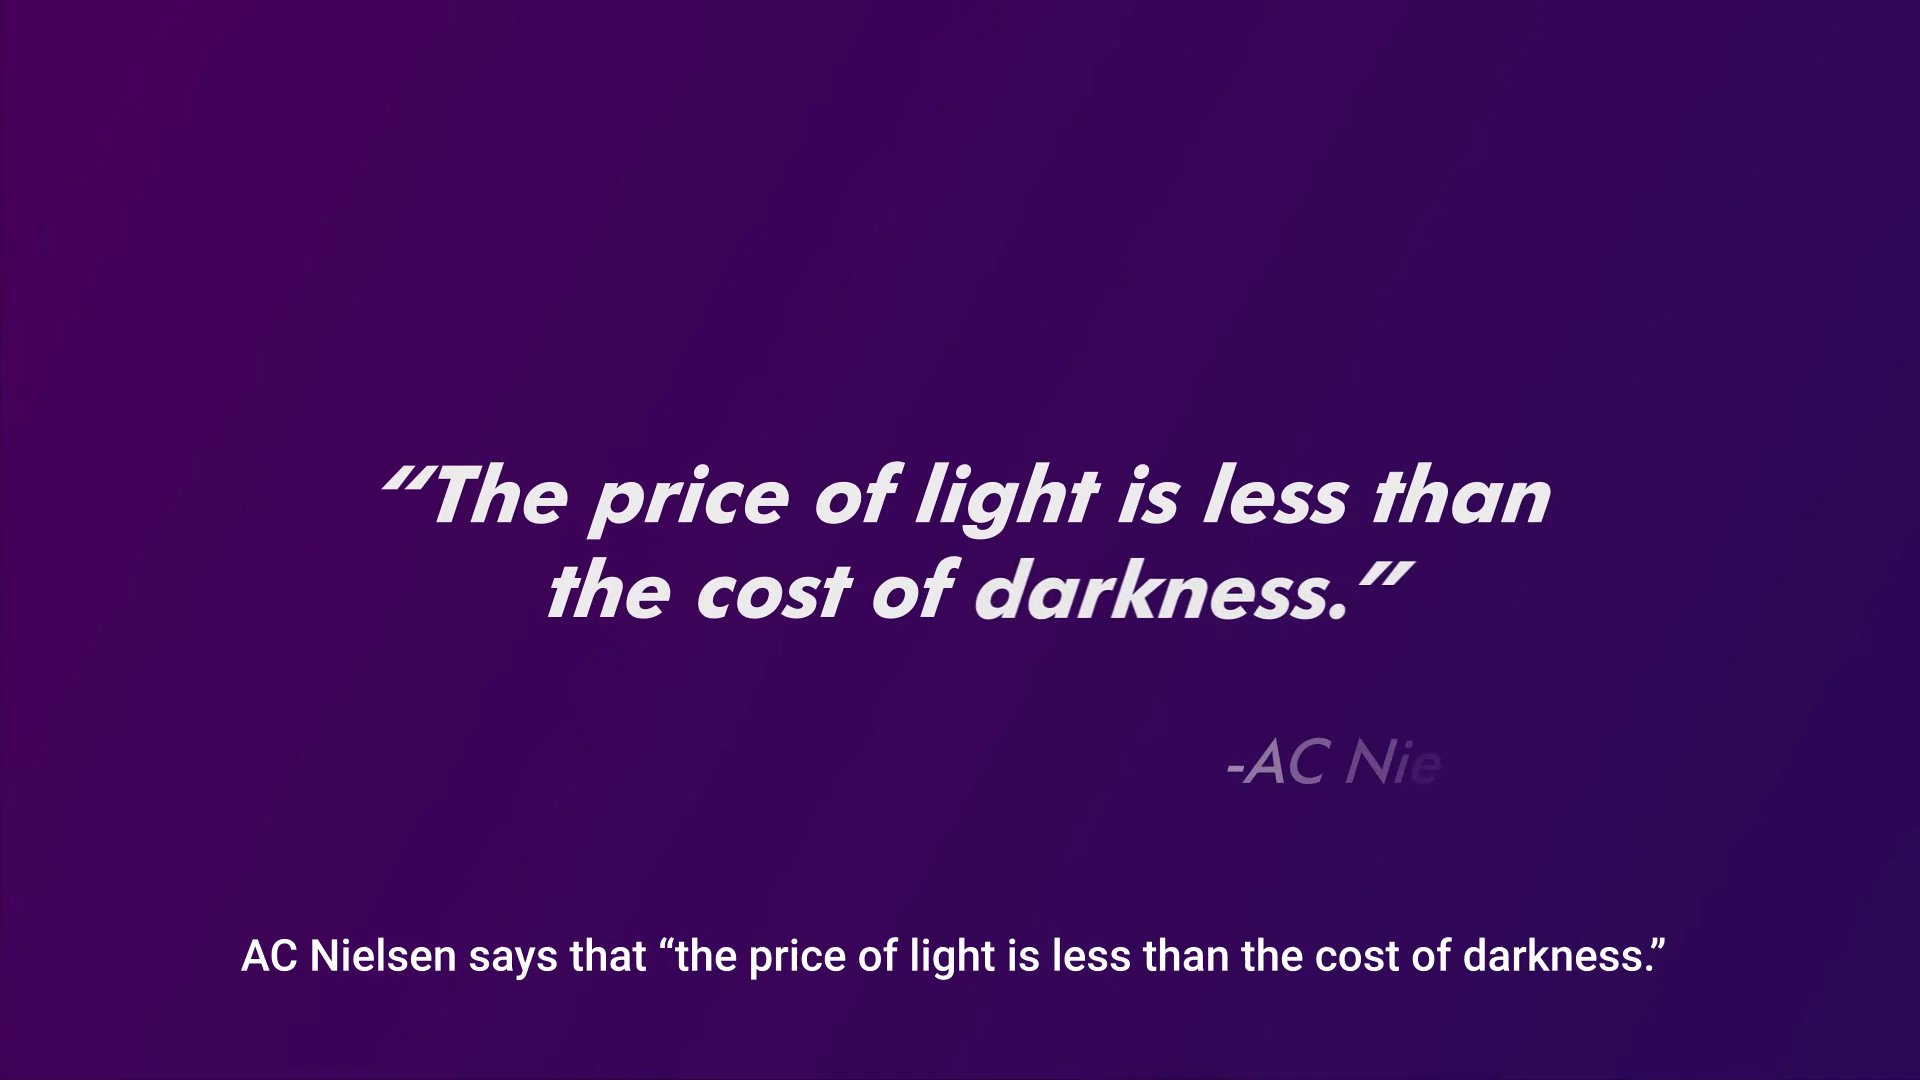 “The price of light is less than
the cost of darkness.”
-AC Nie
AC Nielsen says that “the price of light is less than the cost of darkness.”